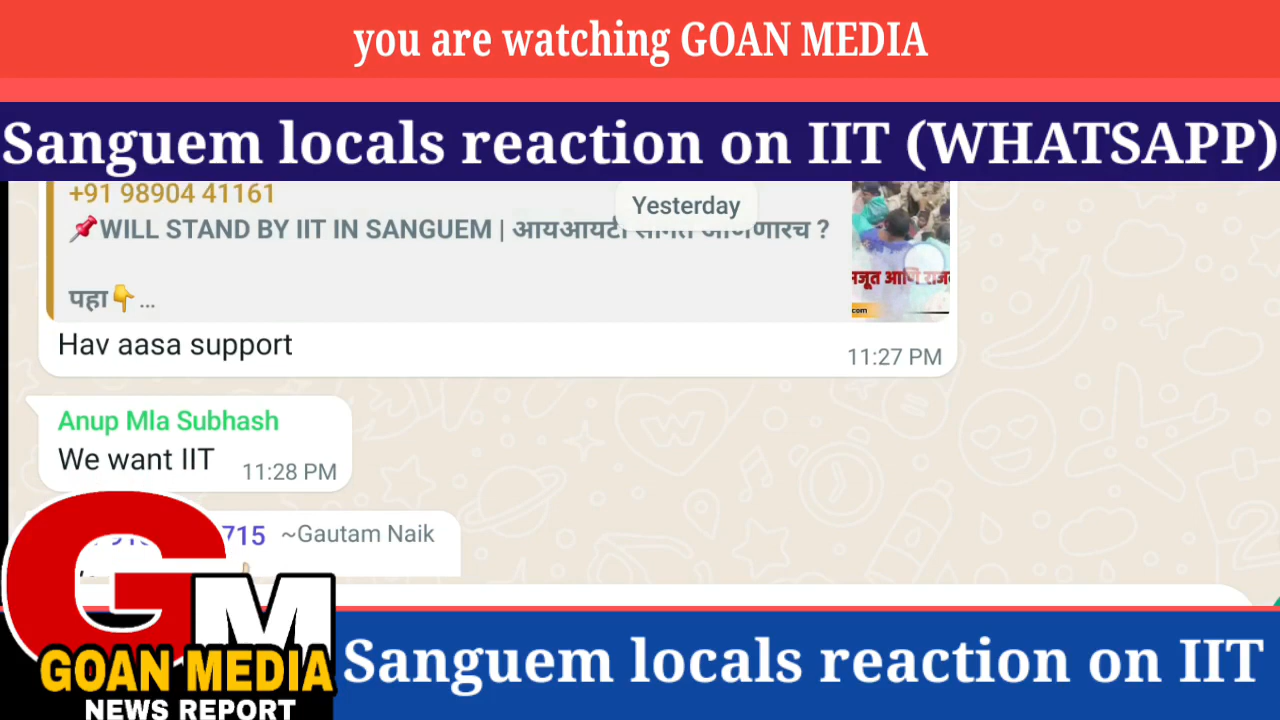 you are watching GOAN MEDIA
Sanguem locals reaction on IIT (WHATSAPP)
+91 98904 41161
Yesterday
📌WILL STAND BY IIT IN SANGUEM | आयआयटी सांगेत आणणारच ?
पहा👇...
Hav aasa support
11:27 PM
Anup Mla Subhash
We want IIT
11:28 PM
715 ~Gautam Naik
GM
GOAN MEDIA
NEWS REPORT
Sanguem locals reaction on IIT